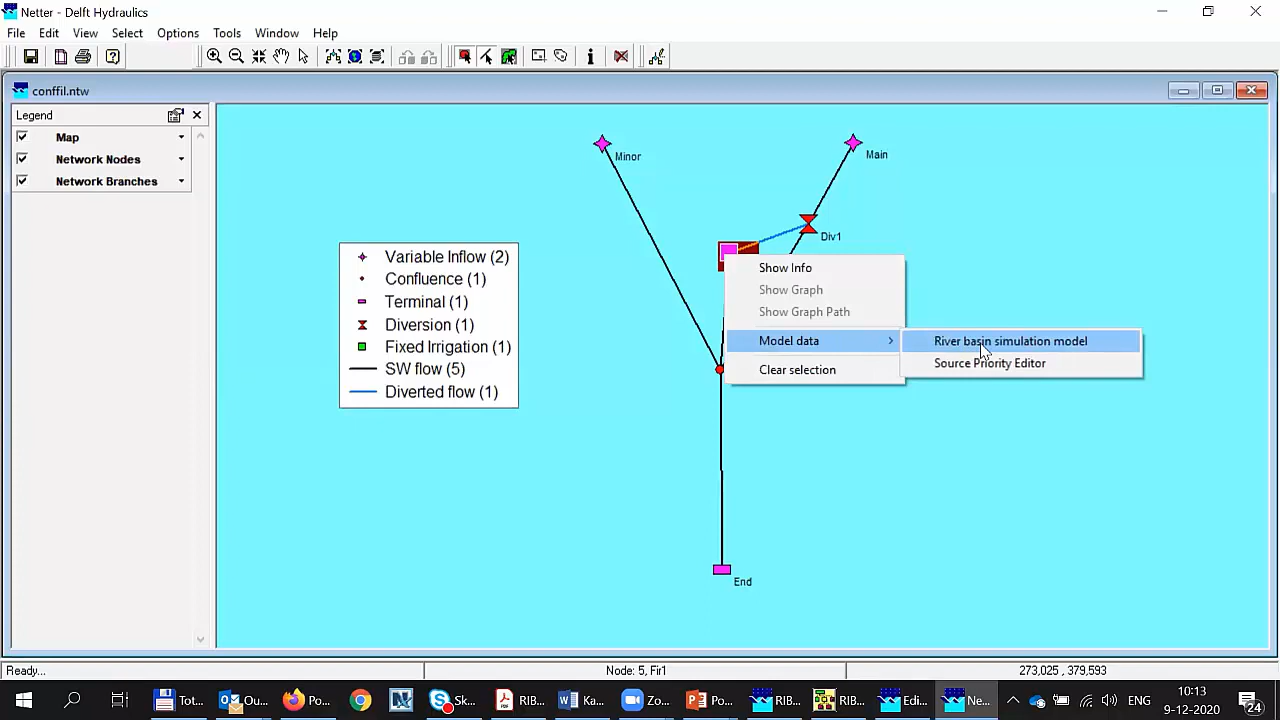 Netter - Delft Hydraulics
File Edit View Select Options Tools Window Help
conffil.ntw
Legend
Map
Network Nodes
Network Branches
Minor
Main
Div1
Variable Inflow (2)
Confluence (1)
Terminal (1)
Diversion (1)
Fixed Irrigation (1)
SW flow (5)
Diverted flow (1)
Show Info
Show Graph
Show Graph Path
Model data
Clear selection
River basin simulation model
Source Priority Editor
End
Ready... Node: 5, Fir1 273,025 , 379,593
Tot... Ou... Po... Sk... RIB... Ka... Zo... Po... RIB... RIB... Edi... Ne... ENG 10:13
9-12-2020 24